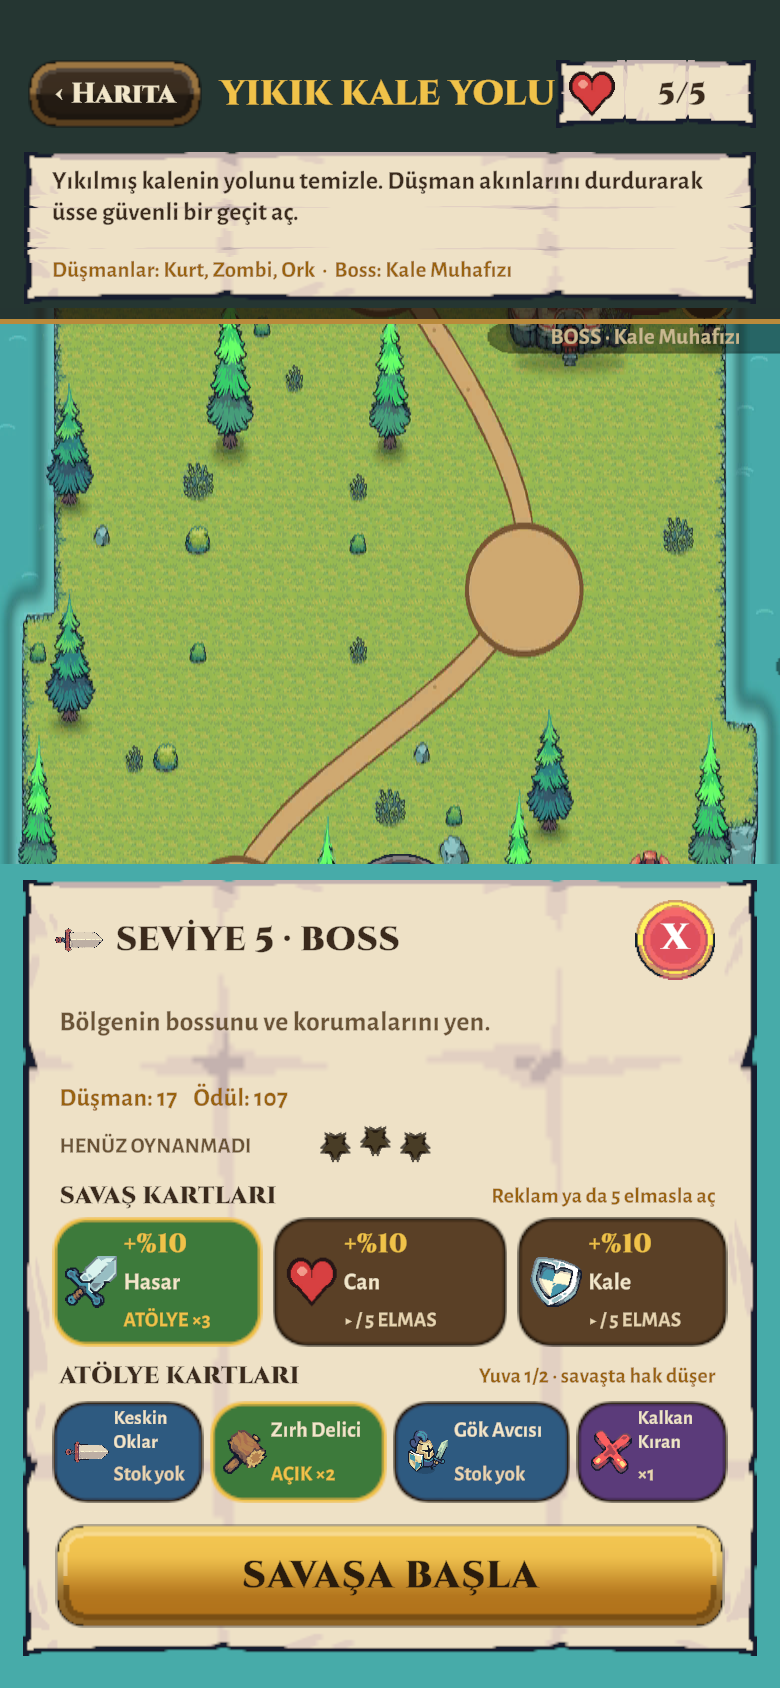 ‹ HARITA
YIKIK KALE YOLU
5/5
Yıkılmış kalenin yolunu temizle. Düşman akınlarını durdurarak
üsse güvenli bir geçit aç.
Düşmanlar: Kurt, Zombi, Ork · Boss: Kale Muhafızı
BOSS · Kale Muhafızı
SEVİYE 5 · BOSS
X
Bölgenin bossunu ve korumalarını yen.
Düşman: 17 Ödül: 107
HENÜZ OYNANMADI
SAVAŞ KARTLARI
Reklam ya da 5 elmasla aç
+%10
Hasar
ATÖLYE ×3
+%10
Can
▸ / 5 ELMAS
+%10
Kale
▸ / 5 ELMAS
ATÖLYE KARTLARI
Yuva 1/2 · savaşta hak düşer
Keskin
Oklar
Stok yok
Zırh Delici
AÇIK ×2
Gök Avcısı
Stok yok
Kalkan
Kıran
×1
SAVAŞA BAŞLA